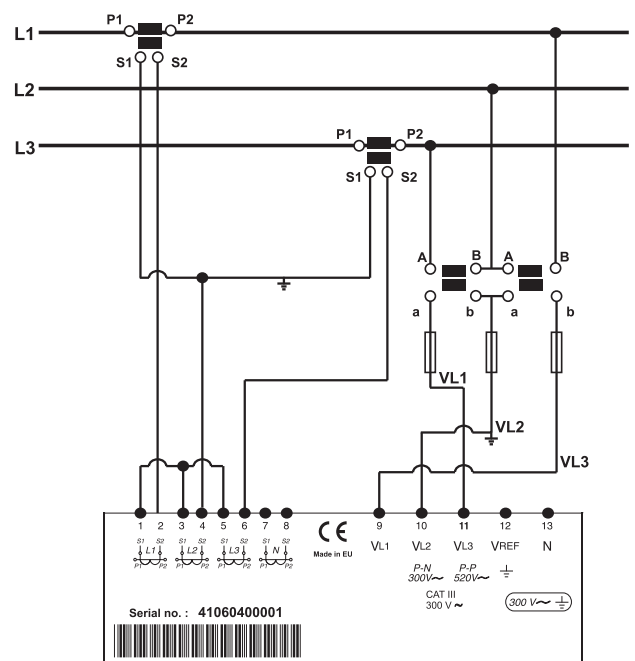 P1 P2
L1
S1 S2
L2
P1 P2
L3
S1 S2
A B A B
a b a b
VL1
VL2
VL3
1 2 3 4 5 6 7 8 9 10 11 12 13
S1 S2 S1 S2 S1 S2 S1 S2
L1 L2 L3 N
P1 P2 P1 P2 P1 P2 P1 P2
CE
Made in EU
VL1 VL2 VL3 VREF N
P-N P-P
300V~ 520V~
CAT III
300 V ~
300 V~
Serial no. : 41060400001